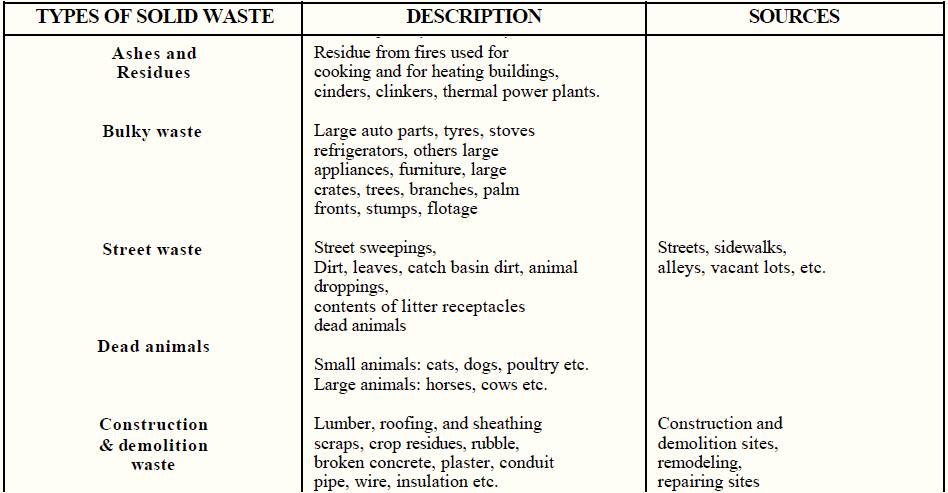 TYPES OF SOLID WASTE DESCRIPTION SOURCES
Ashes and
Residues
Residue from fires used for
cooking and for heating buildings,
cinders, clinkers, thermal power plants.
Bulky waste
Large auto parts, tyres, stoves
refrigerators, others large
appliances, furniture, large
crates, trees, branches, palm
fronts, stumps, flotage
Street waste
Street sweepings,
Dirt, leaves, catch basin dirt, animal
droppings,
contents of litter receptacles
dead animals
Streets, sidewalks,
alleys, vacant lots, etc.
Dead animals
Small animals: cats, dogs, poultry etc.
Large animals: horses, cows etc.
Construction
& demolition
waste
Lumber, roofing, and sheathing
scraps, crop residues, rubble,
broken concrete, plaster, conduit
pipe, wire, insulation etc.
Construction and
demolition sites,
remodeling,
repairing sites